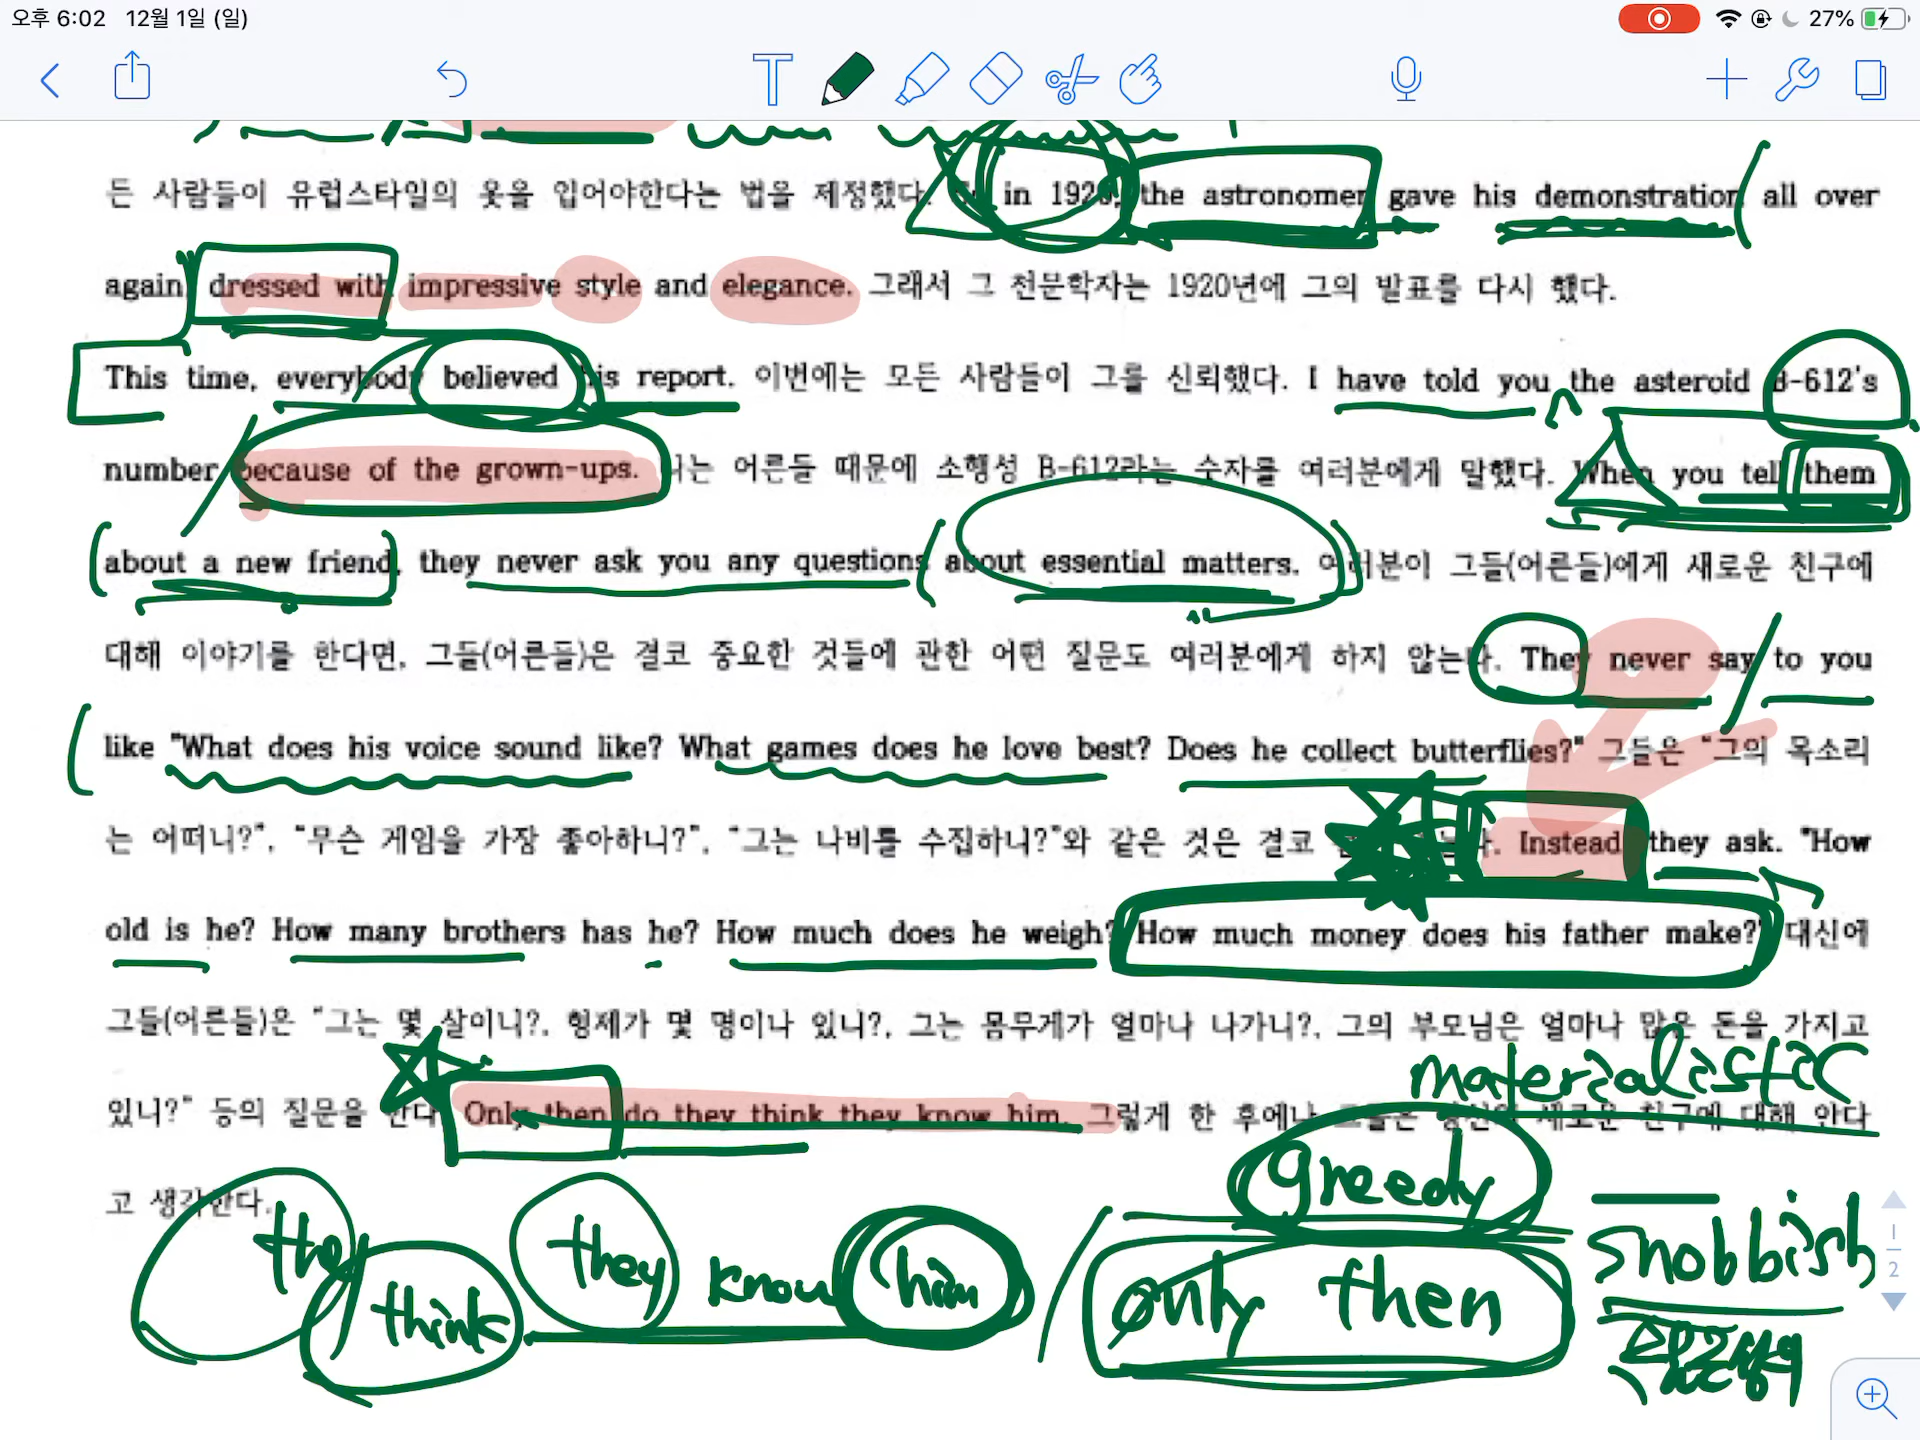 오후 6:02 12월 1일 (일) 27%
든 사람들이 유럽스타일의 옷을 입어야한다는 법을 제정했다. in 1920, the astronomer gave his demonstration all over
again, dressed with impressive style and elegance. 그래서 그 천문학자는 1920년에 그의 발표를 다시 했다.
This time, everybody believed his report. 이번에는 모든 사람들이 그를 신뢰했다. I have told you the asteroid B-612's
number because of the grown-ups. 나는 어른들 때문에 소행성 B-612라는 숫자를 여러분에게 말했다. When you tell them
about a new friend, they never ask you any questions about essential matters. 여러분이 그들(어른들)에게 새로운 친구에
대해 이야기를 한다면, 그들(어른들)은 결코 중요한 것들에 관한 어떤 질문도 여러분에게 하지 않는다. They never say to you
like "What does his voice sound like? What games does he love best? Does he collect butterflies?" 그들은 "그의 목소리
는 어떠니?", "무슨 게임을 가장 좋아하니?", "그는 나비를 수집하니?"와 같은 것은 결코 Instead, they ask. "How
old is he? How many brothers has he? How much does he weigh? How much money does his father make?" 대신에
그들(어른들)은 "그는 몇 살이니?, 형제가 몇 명이나 있니?, 그는 몸무게가 얼마나 나가니?, 그의 부모님은 얼마나 많은 돈을 가지고
materialistic
있니?" 등의 질문을 한다. Only then do they think they know him. 그렇게 한 후에나 그들은 당신의 새로운 친구에 대해 안다
고 생각한다.
greedy
they think they know him / only then
snobbish
1
2